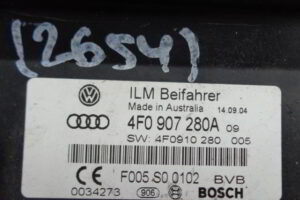 (2654)
ILM Beifahrer
Made in Australia 14.09.04
4F0 907 280A 09
SW: 4F0910 280 005
CE F005 S0 0102 BVB
0034273 906 BOSCH